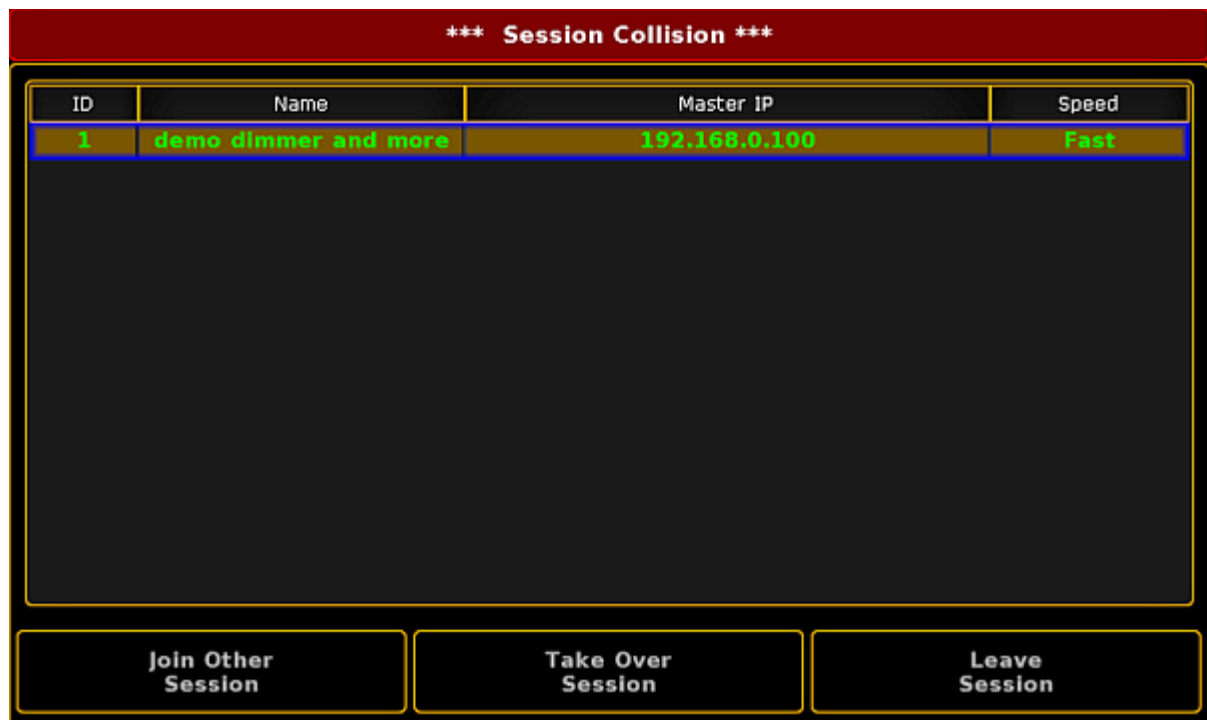 *** Session Collision ***
ID Name Master IP Speed
1 demo dimmer and more 192.168.0.100 Fast
Join Other Session
Take Over Session
Leave Session